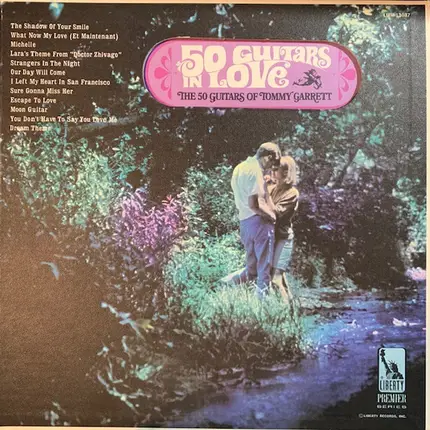 The Shadow Of Your Smile
What Now My Love (Et Maintenant)
Michelle
Lara's Theme From "Doctor Zhivago"
Strangers In The Night
Our Day Will Come
I Left My Heart In San Francisco
Sure Gonna Miss Her
Escape To Love
Moon Guitar
You Don't Have To Say You Love Me
Dream Theme
50 GUITARS
IN LOVE
THE 50 GUITARS OF TOMMY GARRETT
LIBERTY
PREMIER
SERIES
© LIBERTY RECORDS, INC.